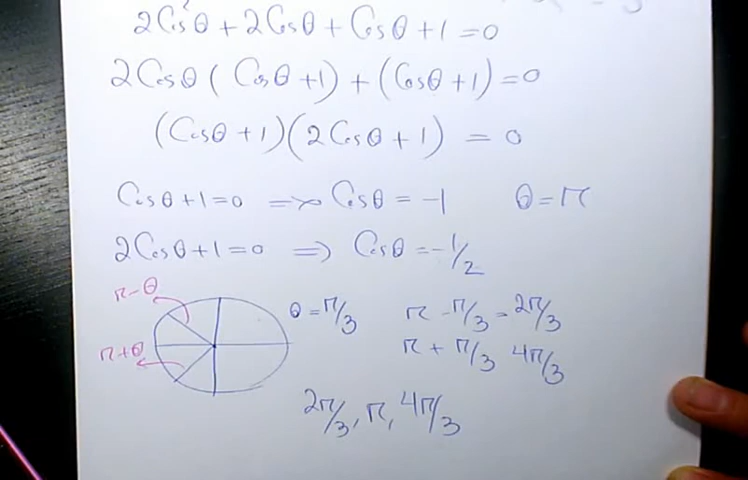 2Cos²θ + 2Cosθ + Cosθ + 1 = 0
2Cosθ (Cosθ + 1) + (Cosθ + 1) = 0
(Cosθ + 1)(2Cosθ + 1) = 0
Cosθ + 1 = 0 => Cosθ = -1 θ = π
2Cosθ + 1 = 0 => Cosθ = -1/2
π - θ
θ = π/3 π - π/3 = 2π/3
π + θ
π + π/3 4π/3
2π/3, π, 4π/3